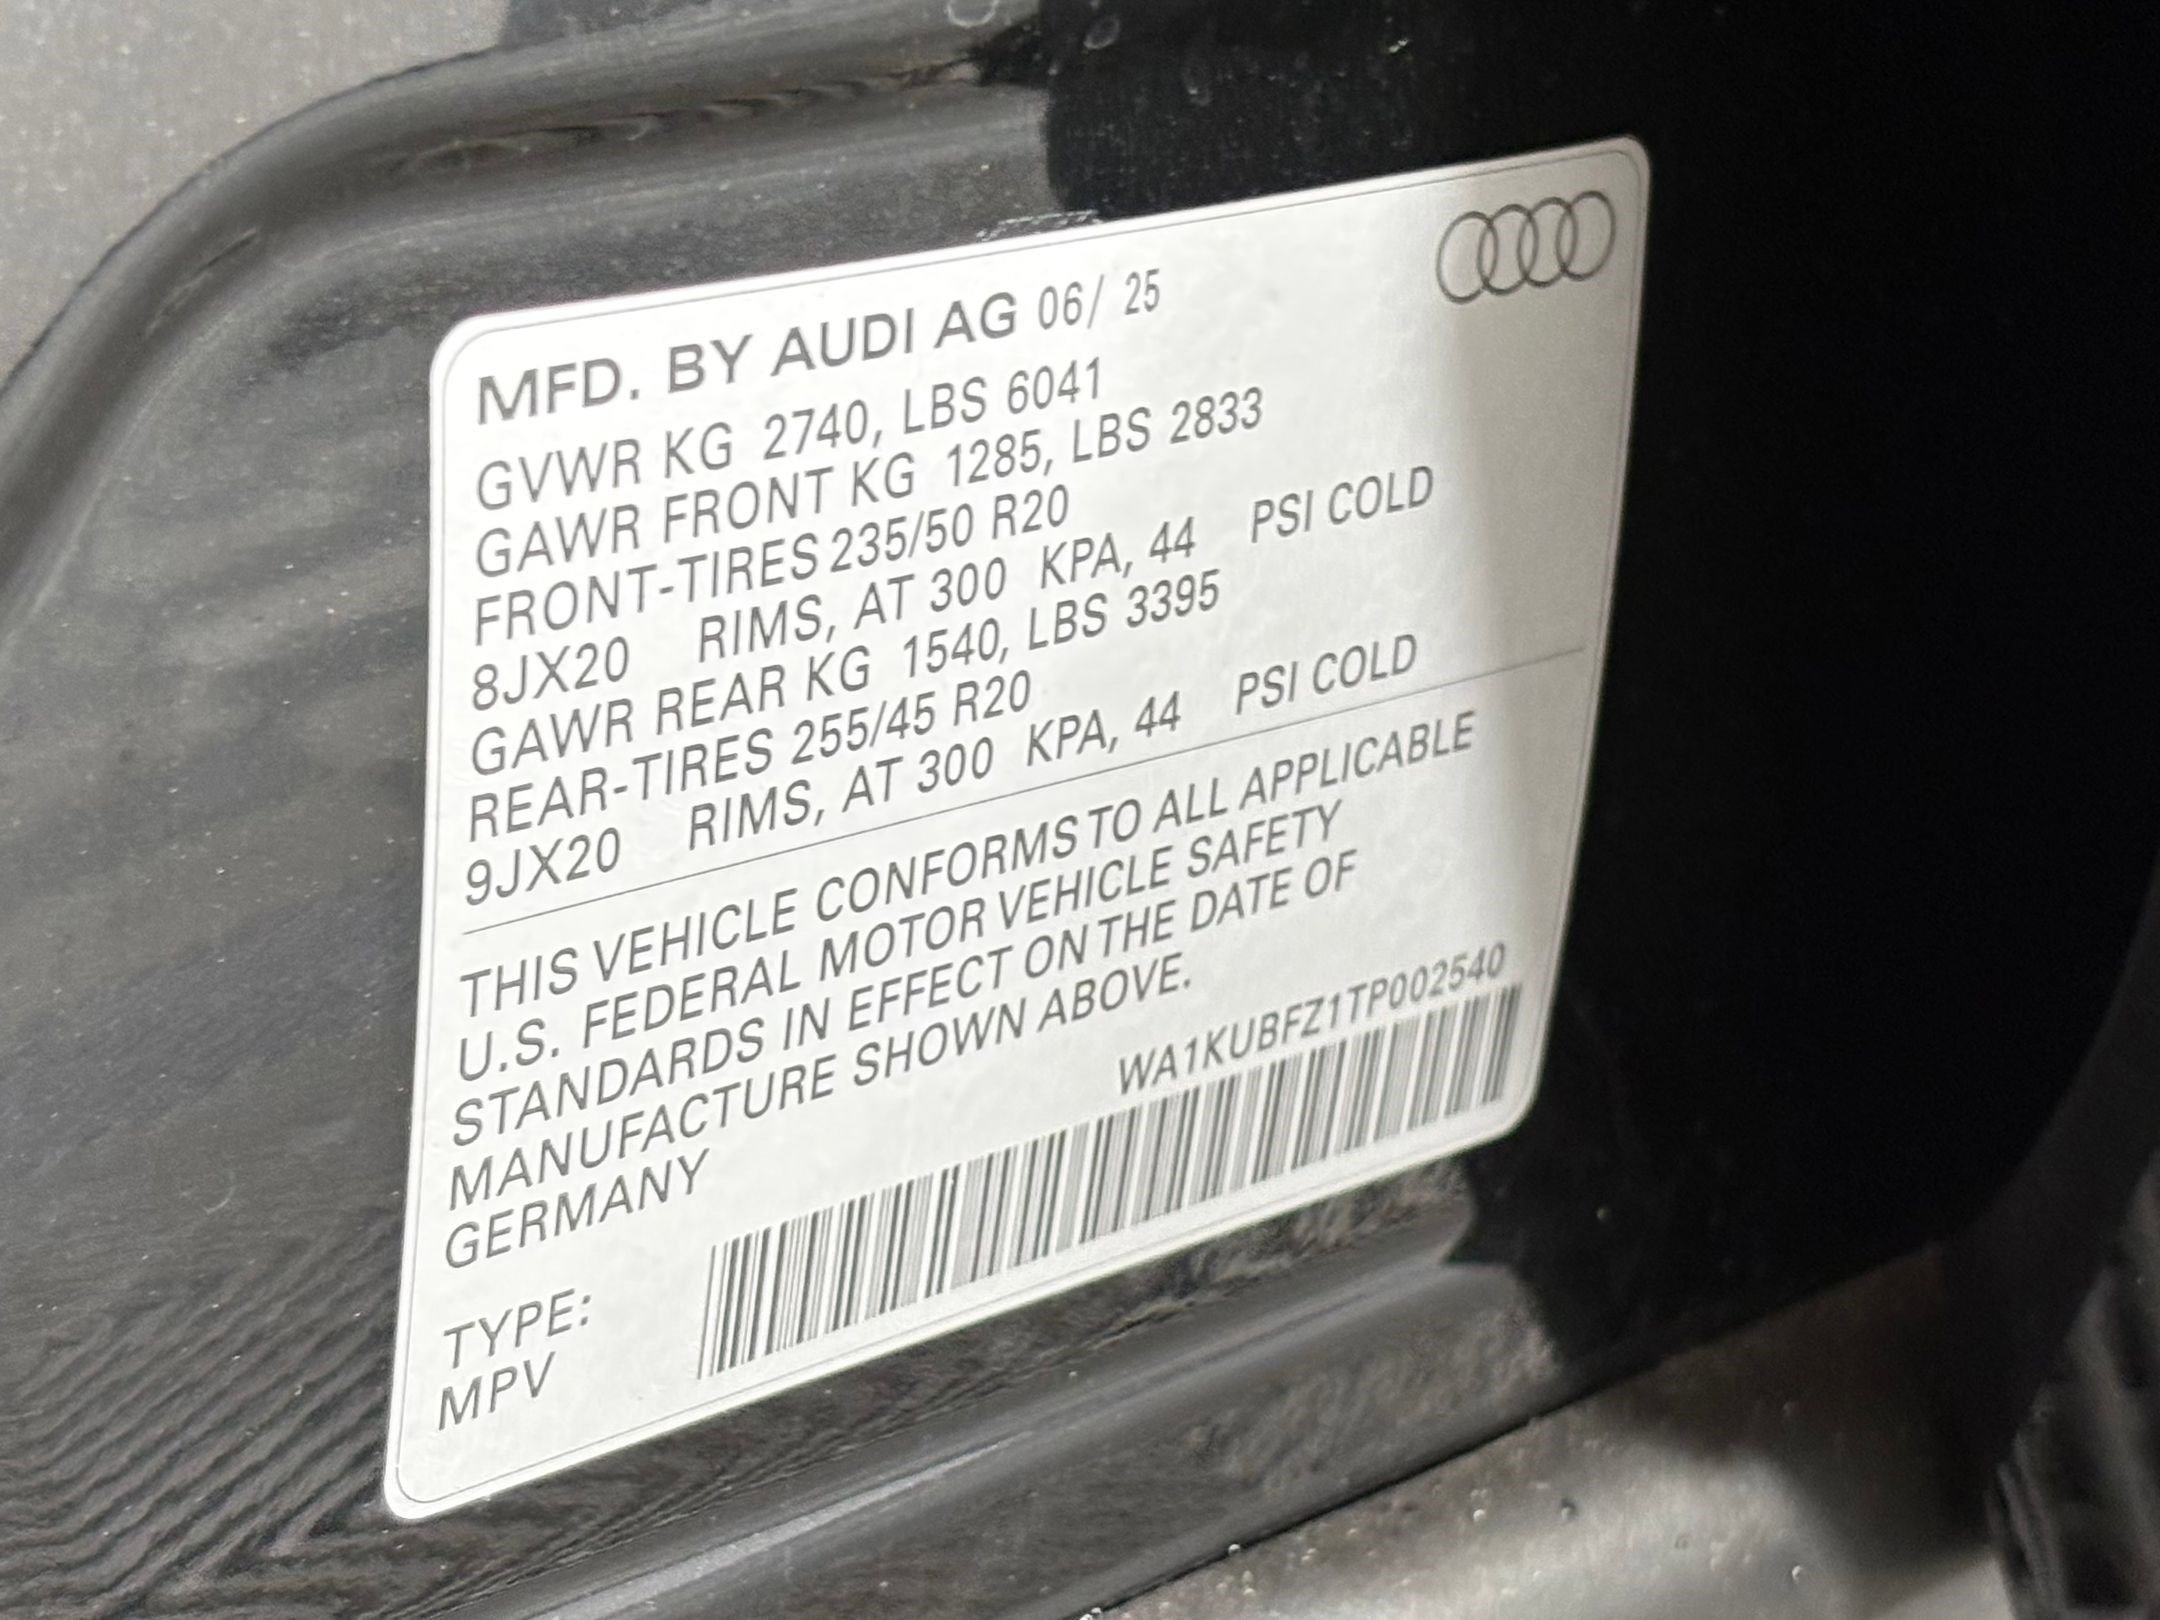 MFD. BY AUDI AG 06/ 25
GVWR KG 2740, LBS 6041
GAWR FRONT KG 1285, LBS 2833
FRONT-TIRES 235/50 R20
8JX20 RIMS, AT 300 KPA, 44 PSI COLD
GAWR REAR KG 1540, LBS 3395
REAR-TIRES 255/45 R20
9JX20 RIMS, AT 300 KPA, 44 PSI COLD
THIS VEHICLE CONFORMS TO ALL APPLICABLE
U.S. FEDERAL MOTOR VEHICLE SAFETY
STANDARDS IN EFFECT ON THE DATE OF
MANUFACTURE SHOWN ABOVE.
GERMANY
WA1KUBFZ1TP002540
TYPE:
MPV